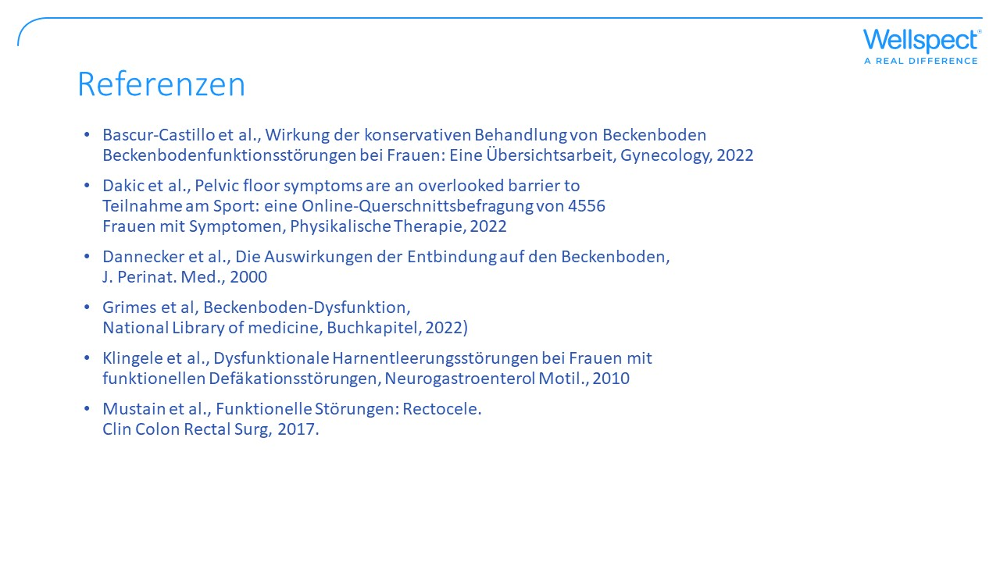 Wellspect®
A REAL DIFFERENCE
Referenzen
• Bascur-Castillo et al., Wirkung der konservativen Behandlung von Beckenboden
Beckenbodenfunktionsstörungen bei Frauen: Eine Übersichtsarbeit, Gynecology, 2022
• Dakic et al., Pelvic floor symptoms are an overlooked barrier to
Teilnahme am Sport: eine Online-Querschnittsbefragung von 4556
Frauen mit Symptomen, Physikalische Therapie, 2022
• Dannecker et al., Die Auswirkungen der Entbindung auf den Beckenboden,
J. Perinat. Med., 2000
• Grimes et al, Beckenboden-Dysfunktion,
National Library of medicine, Buchkapitel, 2022)
• Klingele et al., Dysfunktionale Harnentleerungsstörungen bei Frauen mit
funktionellen Defäkationsstörungen, Neurogastroenterol Motil., 2010
• Mustain et al., Funktionelle Störungen: Rectocele.
Clin Colon Rectal Surg, 2017.